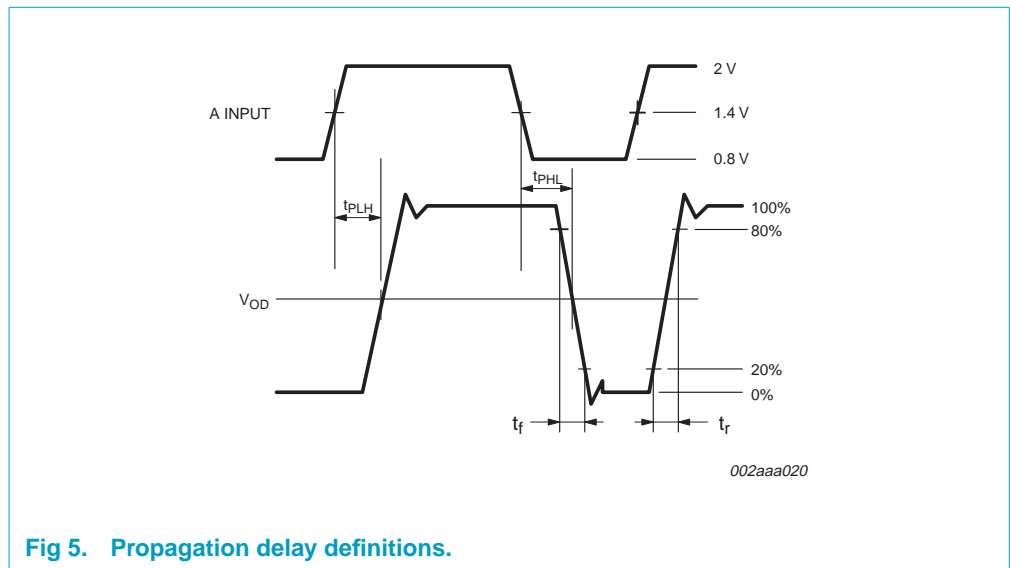 2 V
A INPUT
1.4 V
0.8 V
tPHL
tPLH
100%
80%
VOD
20%
0%
tf
tr
002aaa020
Fig 5. Propagation delay definitions.